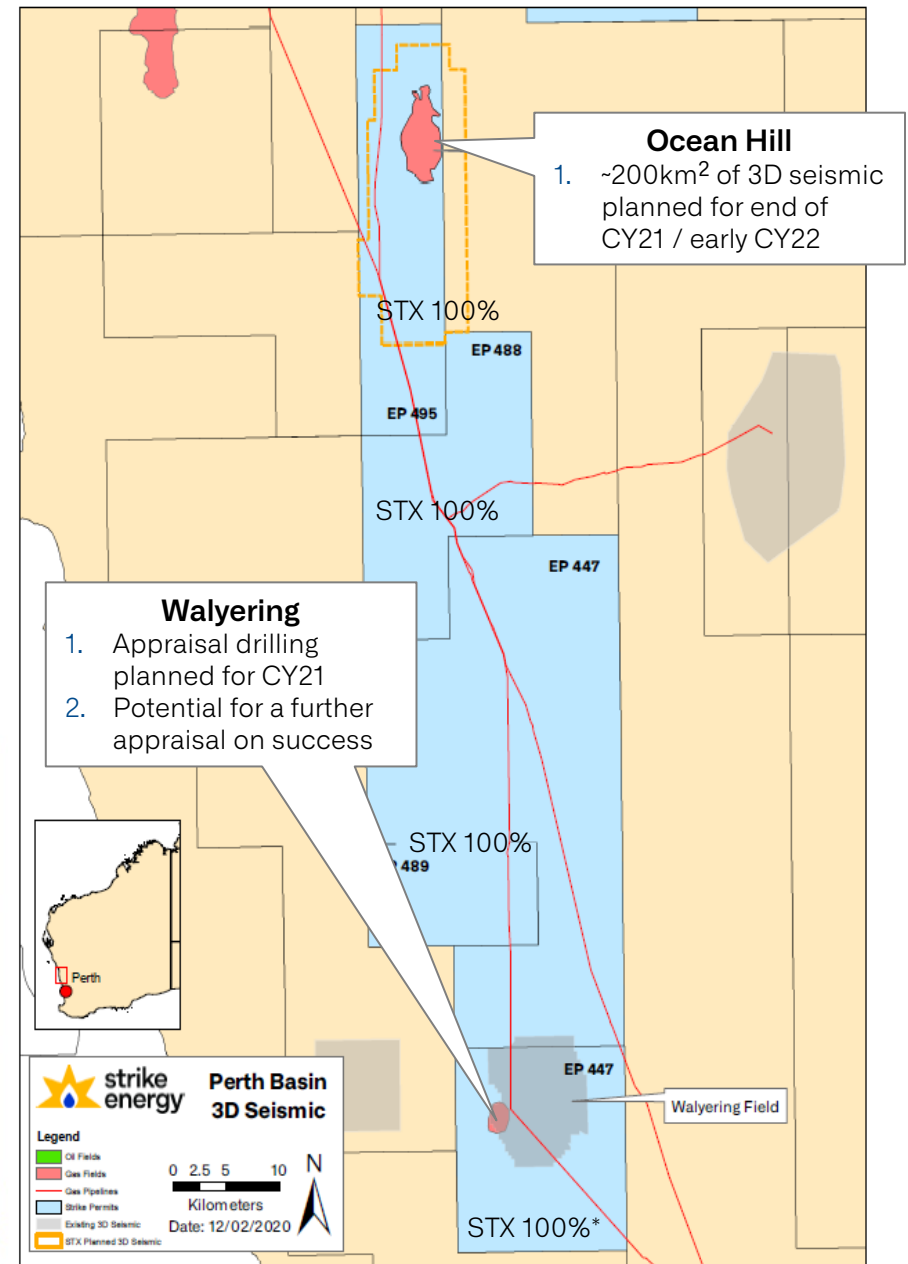 Ocean Hill
1. ~200km² of 3D seismic
planned for end of
CY21 / early CY22
STX 100%
EP 488
EP 495
STX 100%
EP 447
Walyering
1. Appraisal drilling
planned for CY21
2. Potential for a further
appraisal on success
STX 100%
489
Perth
EP 447
Walyering Field
STX 100%*
strike
energy
Perth Basin
3D Seismic
Legend
Oil Fields
Gas Fields
Gas Pipelines
Strike Permits
Existing 3D Seismic
STX Planned 3D Seismic
0 2.5 5 10
Kilometers
Date: 12/02/2020
N